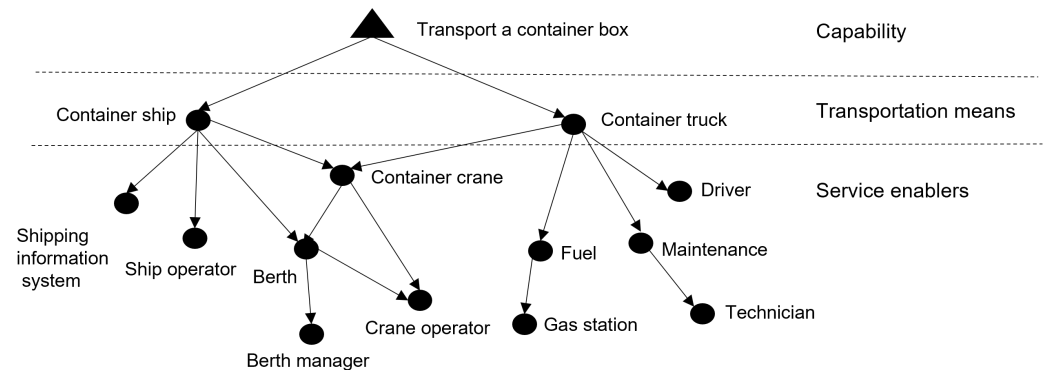 Transport a container box
Capability
Container ship
Container truck
Transportation means
Container crane
Driver
Service enablers
Shipping
information
system
Ship operator
Berth
Fuel
Maintenance
Crane operator
Gas station
Technician
Berth manager